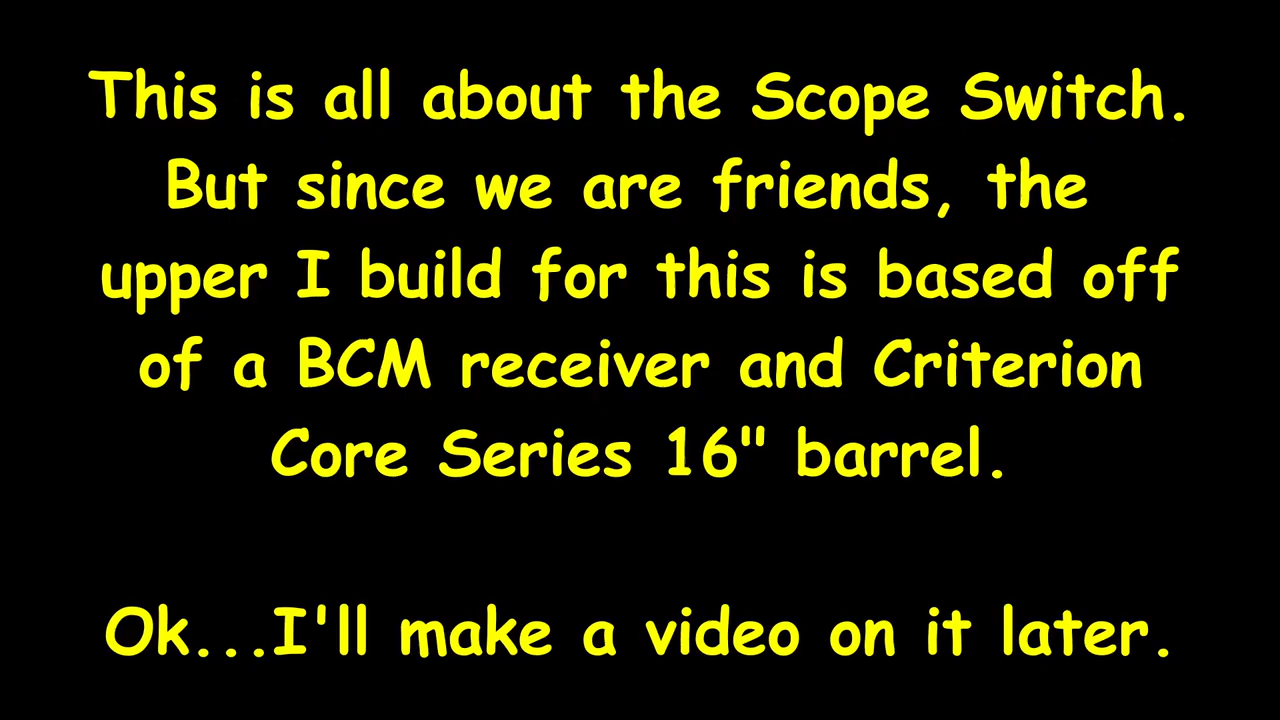 This is all about the Scope Switch.
But since we are friends, the
upper I build for this is based off
of a BCM receiver and Criterion
Core Series 16" barrel.
Ok...I'll make a video on it later.